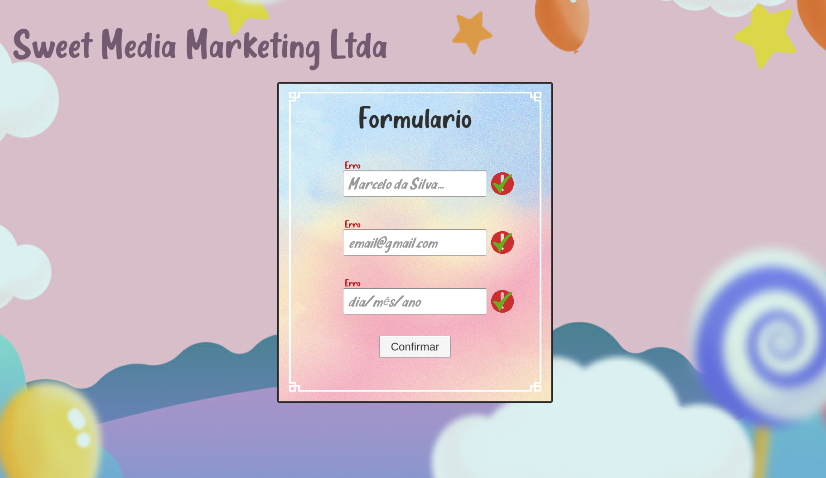 Sweet Media Marketing Ltda
Formulario
Erro
Marcelo da Silva...
Erro
email@gmail.com
Erro
dia/mês/ano
Confirmar